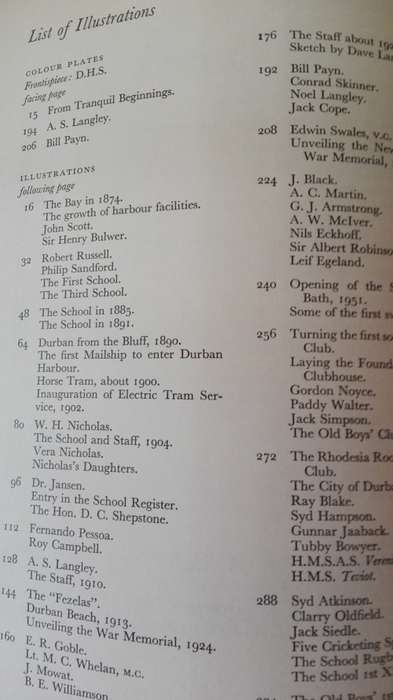 List of Illustrations
COLOUR PLATES
Frontispiece: D.H.S.
facing page
15 From Tranquil Beginnings.
194 A. S. Langley.
206 Bill Payn.
ILLUSTRATIONS
following page
16 The Bay in 1874.
The growth of harbour facilities.
John Scott.
Sir Henry Bulwer.
32 Robert Russell.
Philip Sandford.
The First School.
The Third School.
48 The School in 1885.
The School in 1891.
64 Durban from the Bluff, 1890.
The first Mailship to enter Durban
Harbour.
Horse Tram, about 1900.
Inauguration of Electric Tram Ser-
vice, 1902.
80 W. H. Nicholas.
The School and Staff, 1904.
Vera Nicholas.
Nicholas's Daughters.
96 Dr. Jansen.
Entry in the School Register.
The Hon. D. C. Shepstone.
112 Fernando Pessoa.
Roy Campbell.
128 A. S. Langley.
The Staff, 1910.
144 The "Fezelas".
Durban Beach, 1913.
Unveiling the War Memorial, 1924.
160 E. R. Goble.
Lt. M. C. Whelan, M.C.
J. Mowat.
B. E. Williamson
176 The Staff about
Sketch by Dave
192 Bill Payn.
Conrad Skinner.
Noel Langley.
Jack Cope.
208 Edwin Swales, V.C.
Unveiling the
War Memorial,
224 J. Black.
A. C. Martin.
G. J. Armstrong.
A. W. McIver.
Nils Eckhoff.
Sir Albert
Leif Egeland.
240 Opening of the
Bath, 1951.
Some of the first
256 Turning the first
Club.
Laying the
Clubhouse.
Gordon Noyce.
Paddy Walter.
Jack Simpson.
The Old Boys'
272 The Rhodesia
Club.
The City of
Ray Blake.
Syd Hampson.
Gunnar Jaaback.
Tubby Bowyer.
H.M.S.A.S.
H.M.S. Teviot.
288 Syd Atkinson.
Clarry Oldfield.
Jack Siedle.
Five Cricketing
The School
The School 1st
The Old Boys' 1st